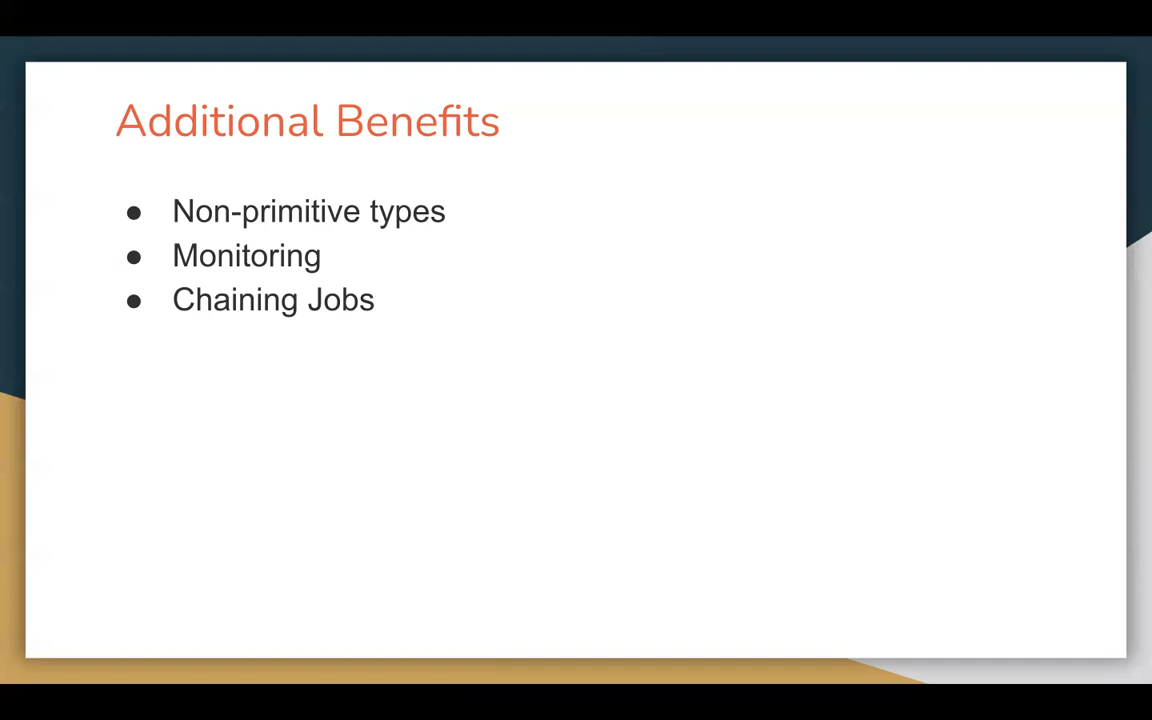 Additional Benefits
● Non-primitive types
● Monitoring
● Chaining Jobs